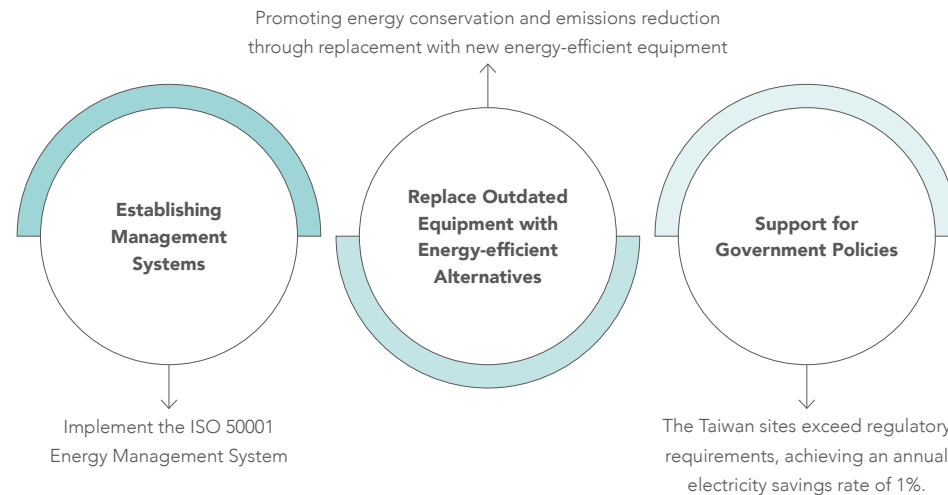 Promoting energy conservation and emissions reduction
through replacement with new energy-efficient equipment
Establishing
Management
Systems
Replace Outdated
Equipment with
Energy-efficient
Alternatives
Support for
Government Policies
Implement the ISO 50001
Energy Management System
The Taiwan sites exceed regulatory
requirements, achieving an annual
electricity savings rate of 1%.